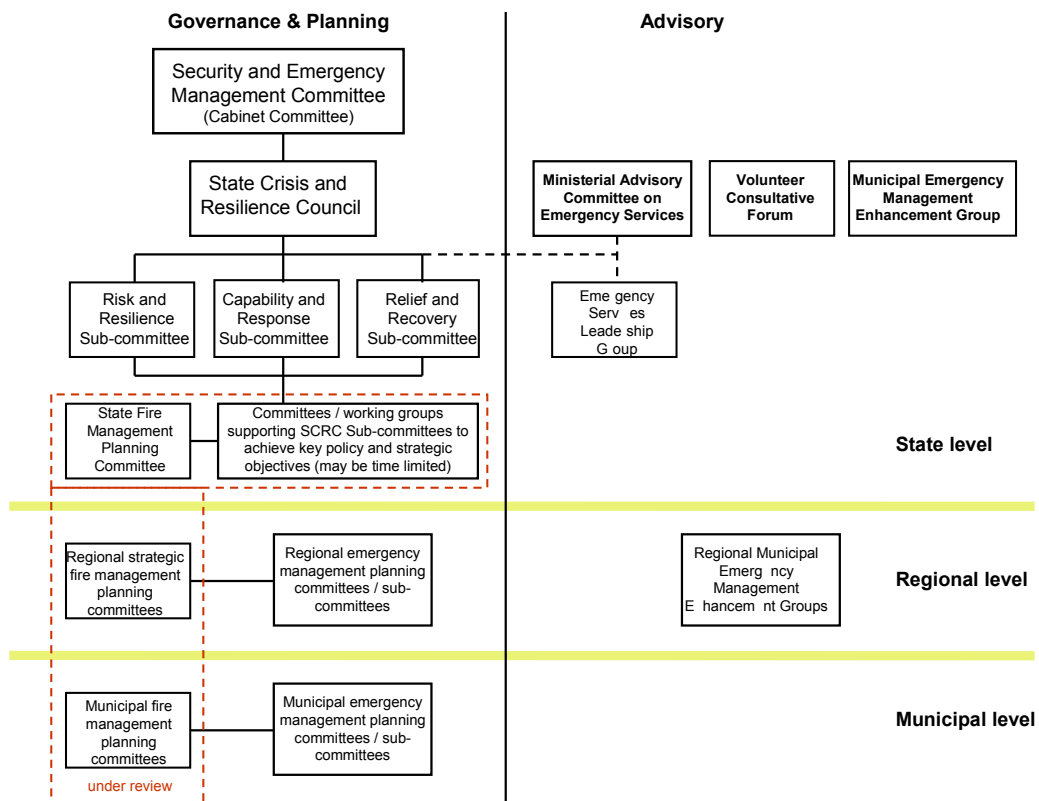 Governance & Planning
Advisory
Security and Emergency
Management Committee
(Cabinet Committee)
State Crisis and
Resilience Council
Ministerial Advisory
Committee on
Emergency Services
Volunteer
Consultative
Forum
Municipal Emergency
Management
Enhancement Group
Risk and
Resilience
Sub-committee
Capability and
Response
Sub-committee
Relief and
Recovery
Sub-committee
Eme gency
Serv es
Leade ship
G oup
State Fire
Management
Planning
Committee
Committees / working groups
supporting SCRC Sub-committees to
achieve key policy and strategic
objectives (may be time limited)
State level
Regional strategic
fire management
planning
committees
Regional emergency
management planning
committees / sub-
committees
Regional Municipal
Emerg ncy
Management
E hancem nt Groups
Regional level
Municipal fire
management
planning
committees
Municipal emergency
management planning
committees / sub-
committees
Municipal level
under review